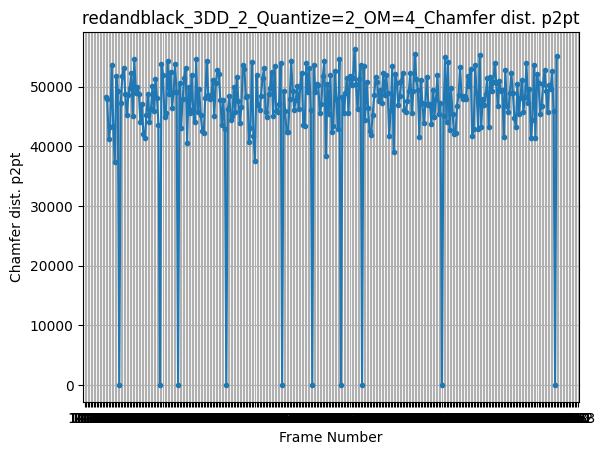 redandblack_3DD_2_Quantize=2_OM=4_Chamfer dist. p2pt
50000
40000
30000
20000
10000
0
Chamfer dist. p2pt
Frame Number